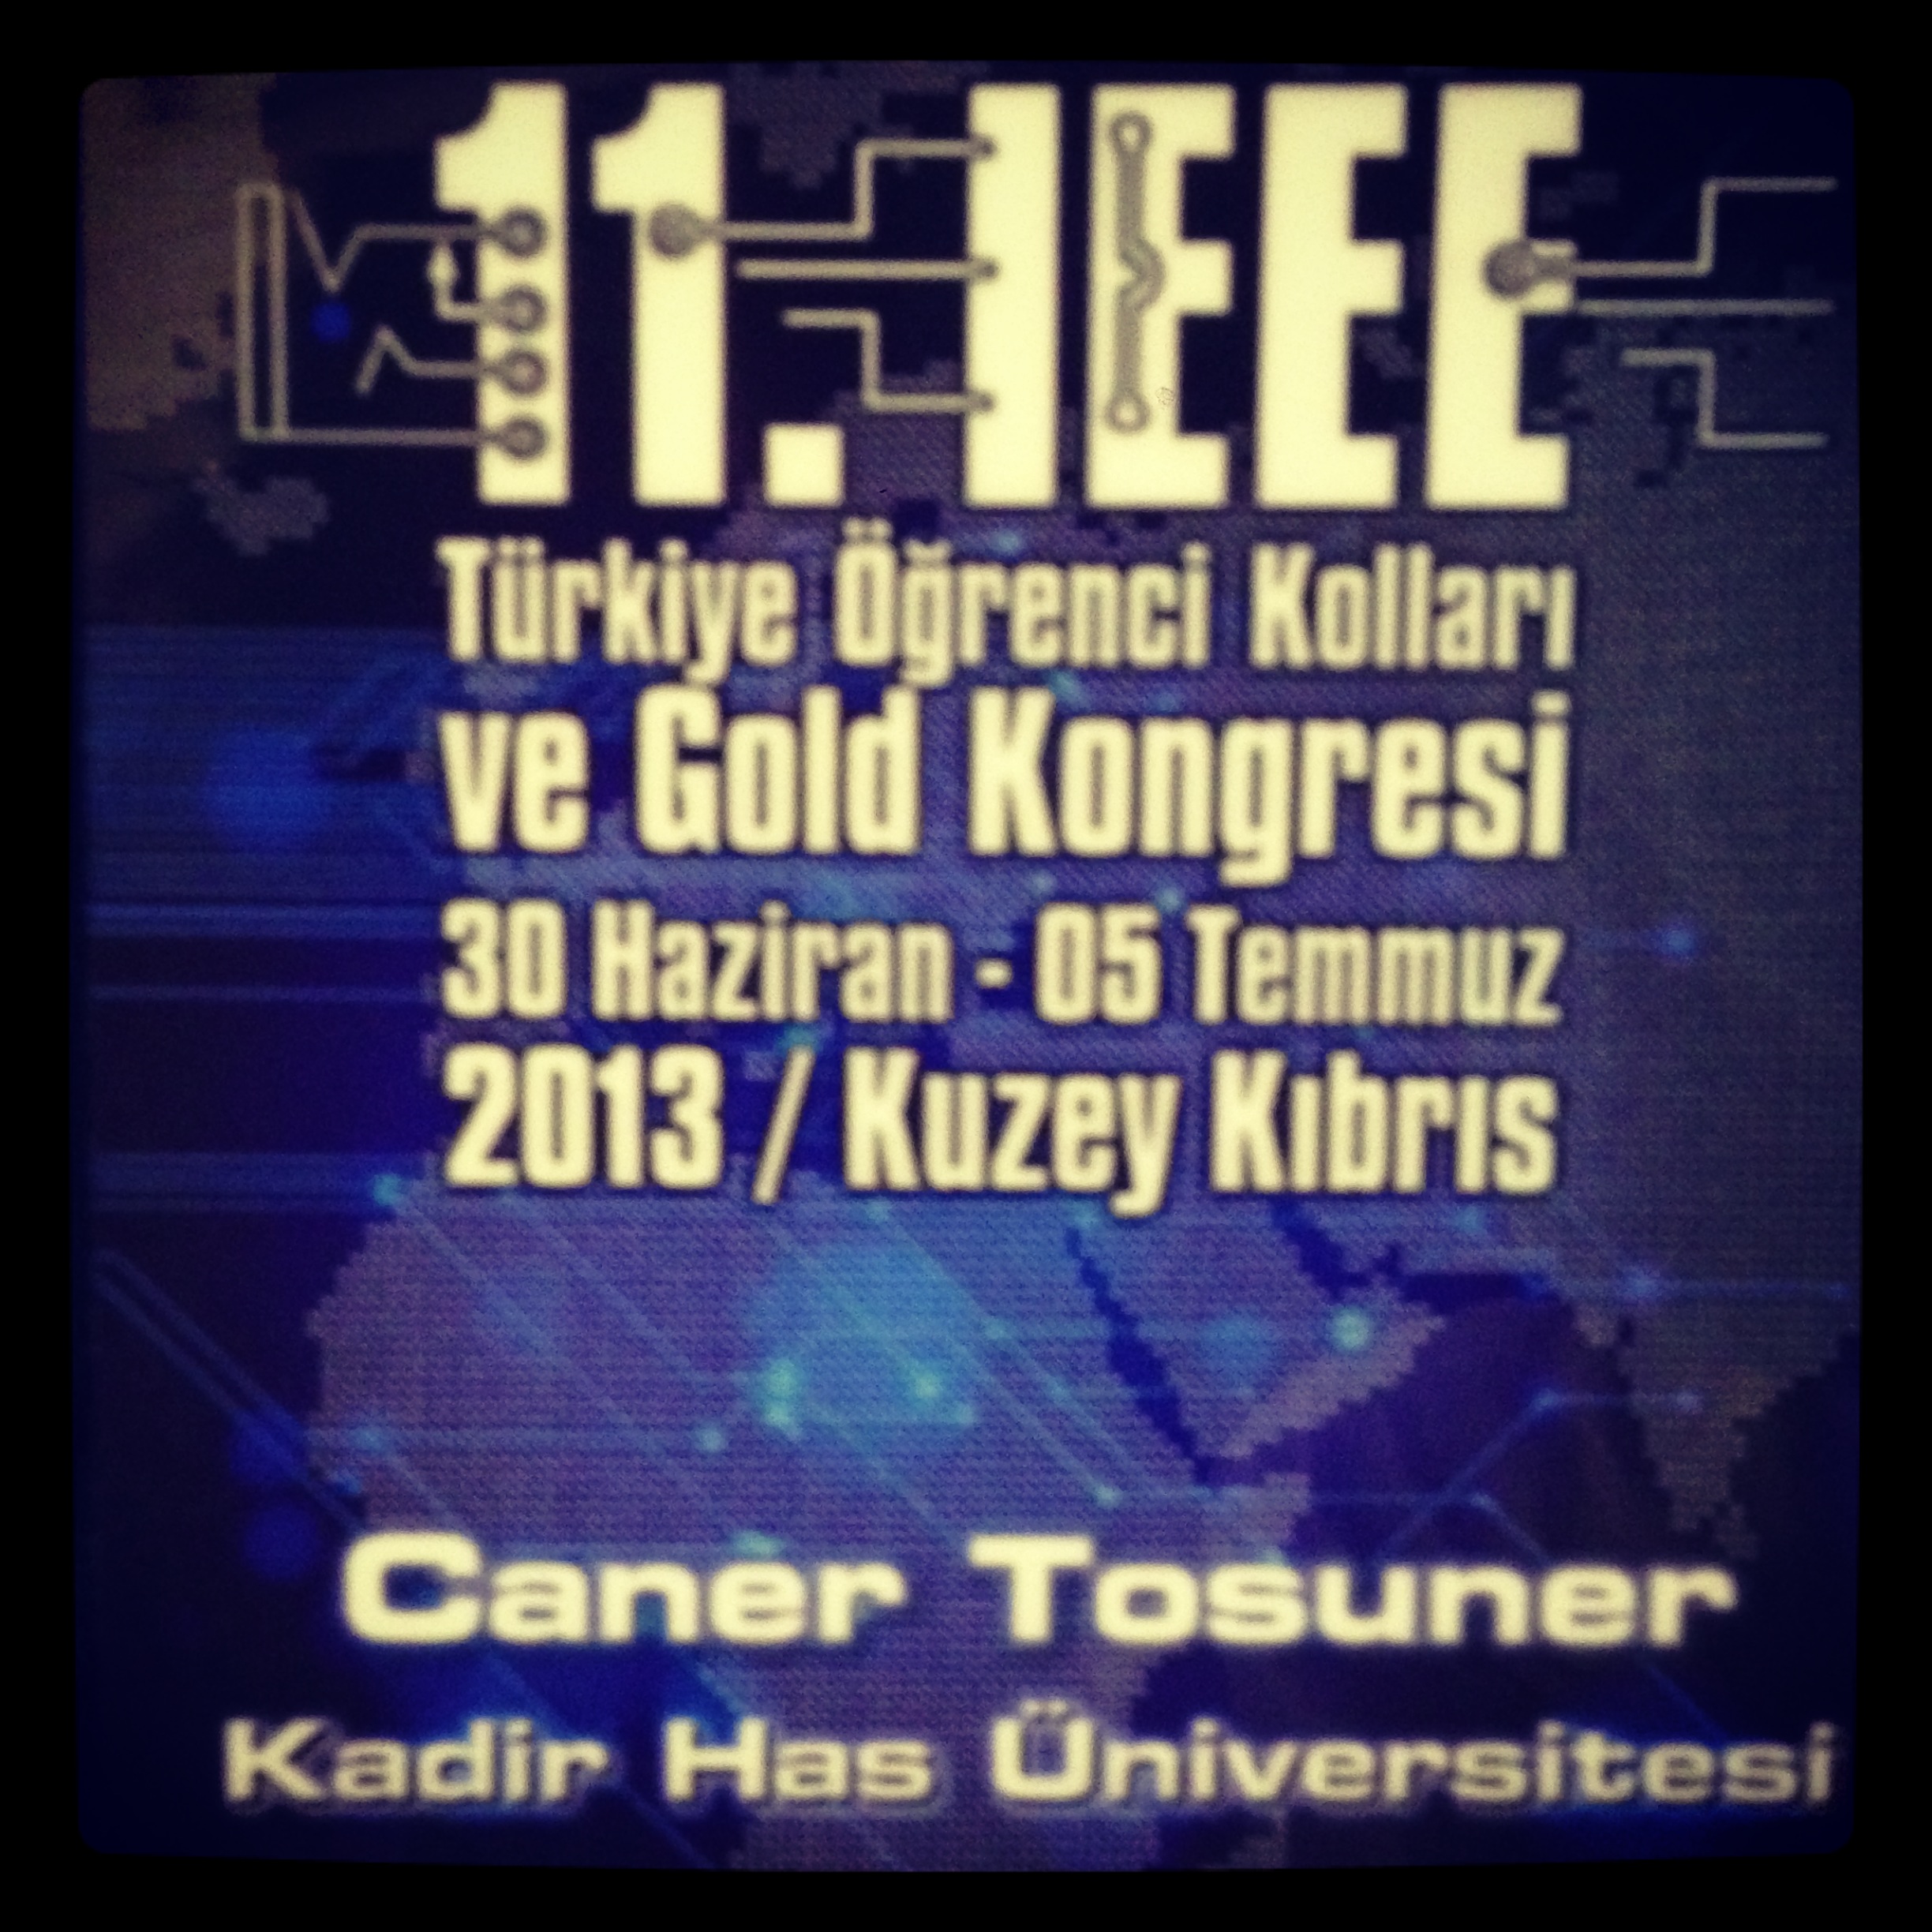 11. IEEE
Türkiye Öğrenci Kolları
ve Gold Kongresi
30 Haziran - 05 Temmuz
2013 / Kuzey Kıbrıs
Caner Tosuner
Kadir Has Üniversitesi